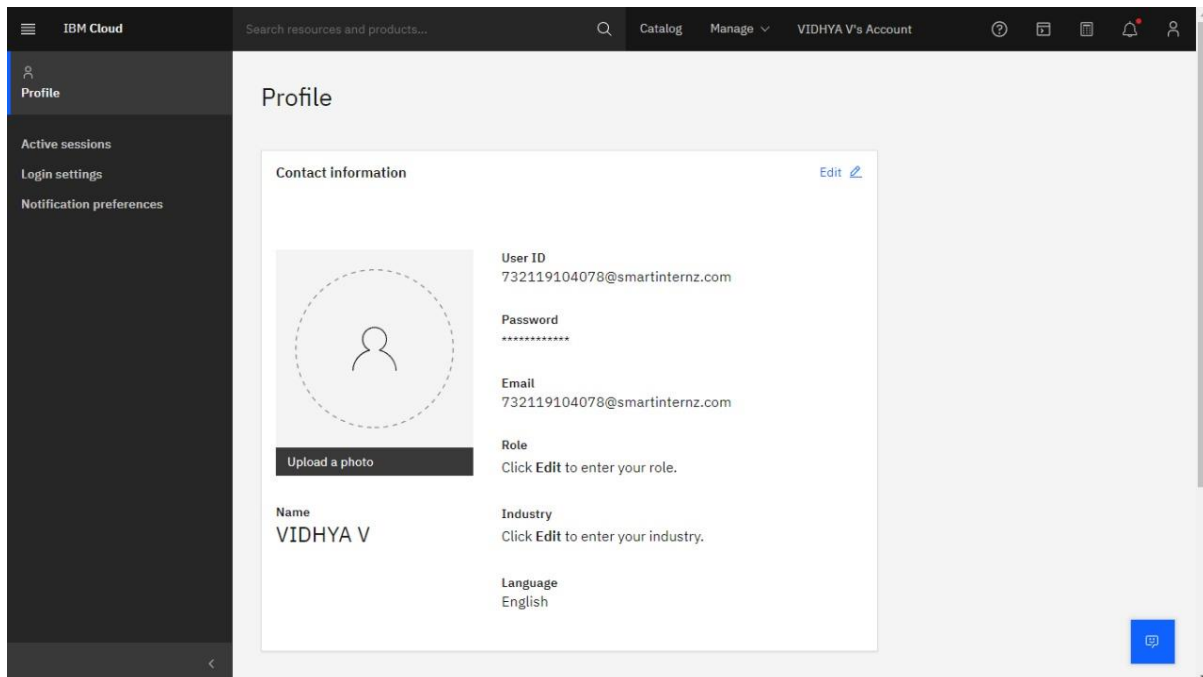 IBM Cloud
Search resources and products...
Catalog
Manage
VIDHYA V's Account
Profile
Active sessions
Login settings
Notification preferences
Profile
Contact information
Edit
Upload a photo
Name
VIDHYA V
User ID
732119104078@smartinternz.com
Password
************
Email
732119104078@smartinternz.com
Role
Click Edit to enter your role.
Industry
Click Edit to enter your industry.
Language
English